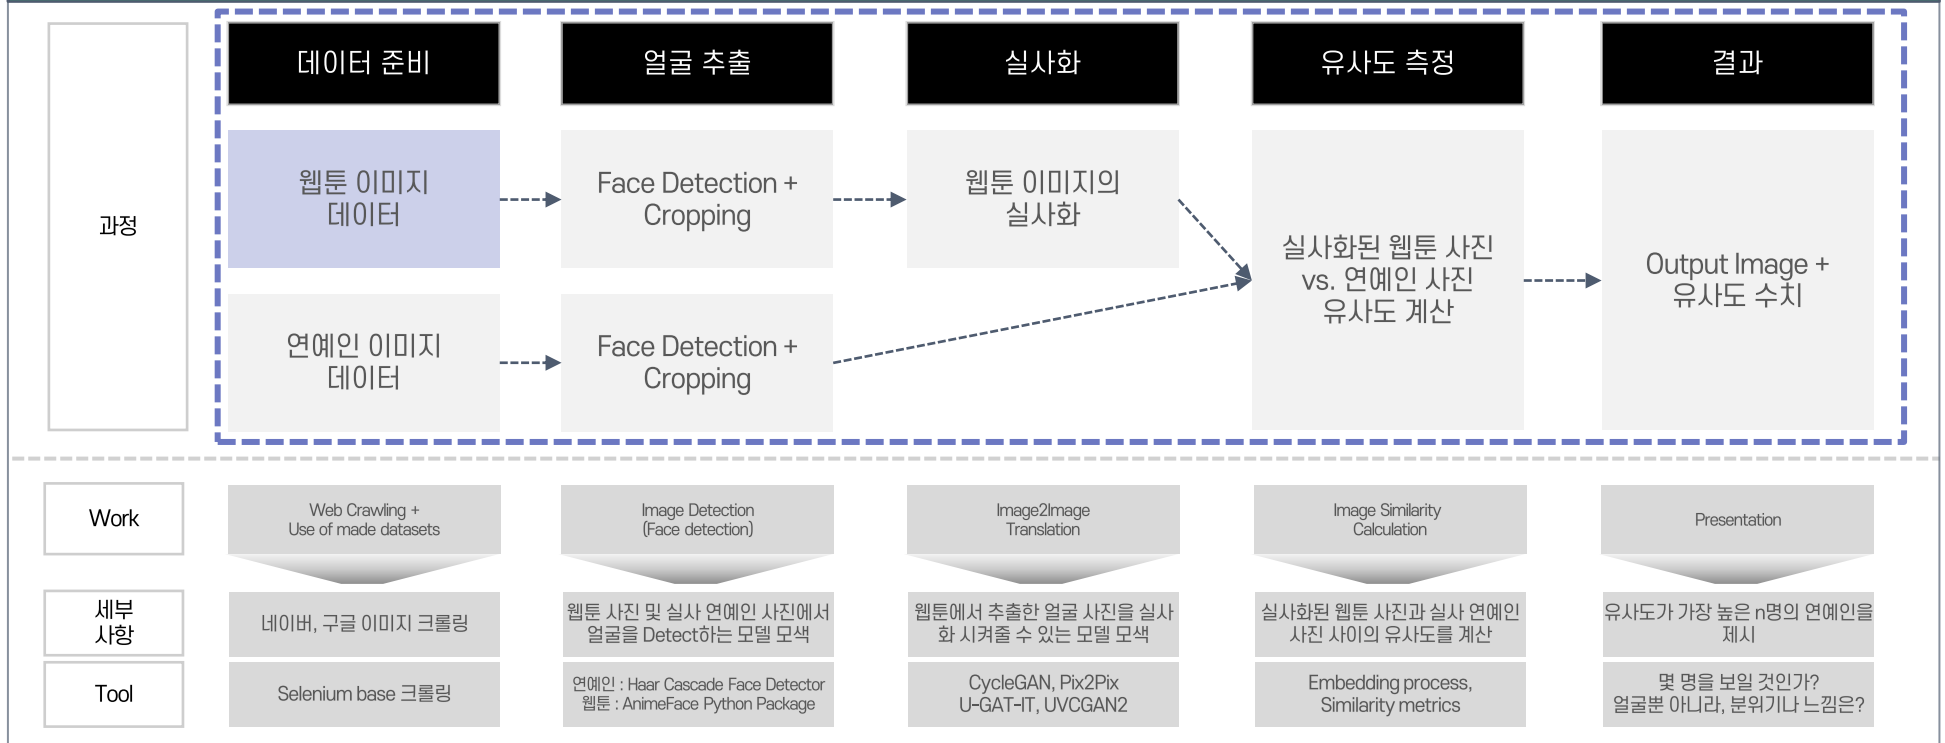 데이터 준비
얼굴 추출
실사화
유사도 측정
결과
과정
웹툰 이미지
데이터
Face Detection +
Cropping
웹툰 이미지의
실사화
연예인 이미지
데이터
Face Detection +
Cropping
실사화된 웹툰 사진
vs. 연예인 사진
유사도 계산
Output Image +
유사도 수치
Work
Web Crawling +
Use of made datasets
Image Detection
(Face detection)
Image2Image
Translation
Image Similarity
Calculation
Presentation
세부
사항
네이버, 구글 이미지 크롤링
웹툰 사진 및 실사 연예인 사진에서
얼굴을 Detect하는 모델 모색
웹툰에서 추출한 얼굴 사진을 실사
화 시켜줄 수 있는 모델 모색
실사화된 웹툰 사진과 실사 연예인
사진 사이의 유사도를 계산
유사도가 가장 높은 n명의 연예인을
제시
Tool
Selenium base 크롤링
연예인 : Haar Cascade Face Detector
웹툰 : AnimeFace Python Package
CycleGAN, Pix2Pix
U-GAT-IT, UVCGAN2
Embedding process,
Similarity metrics
몇 명을 보일 것인가?
얼굴뿐 아니라, 분위기나 느낌은?